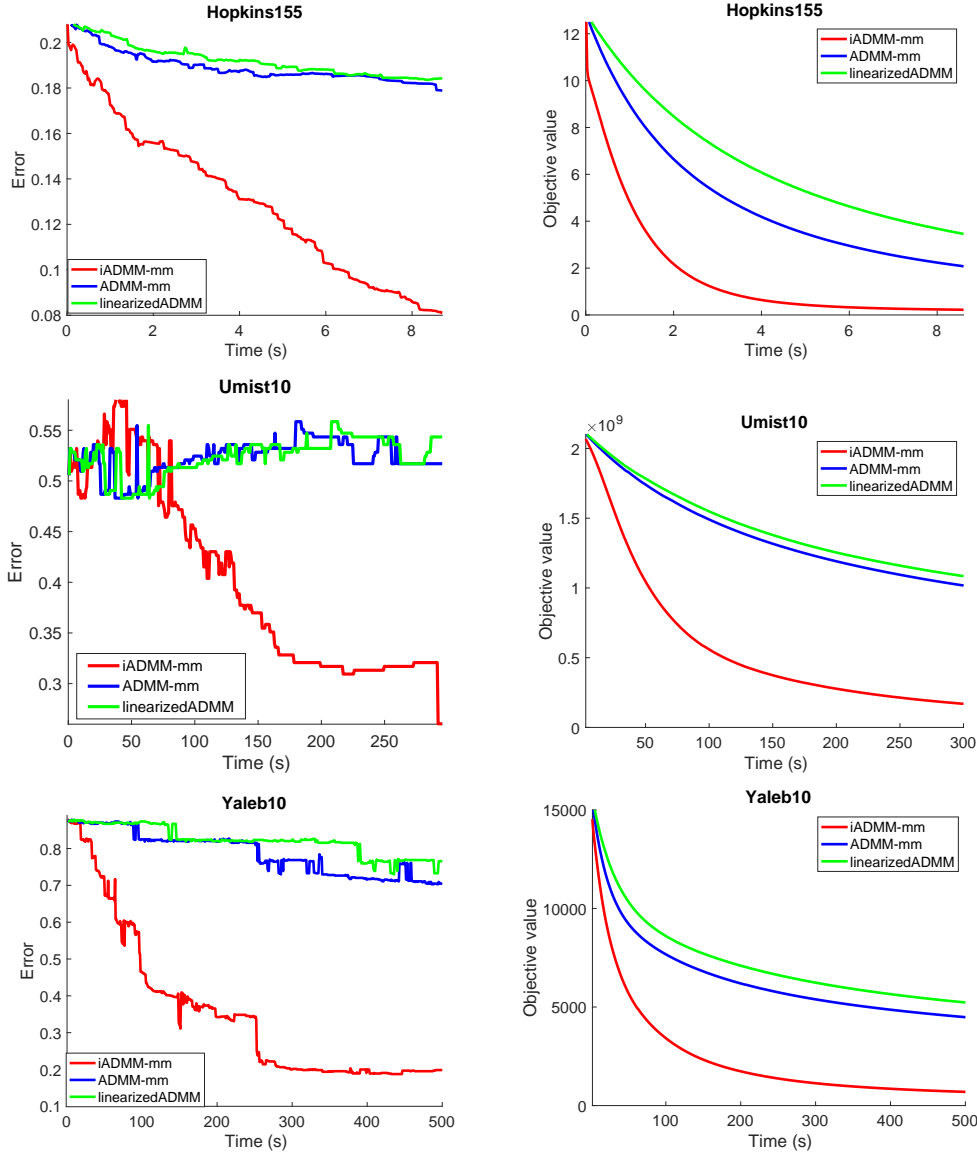 Hopkins155
0.2
0.18
0.16
0.14
0.12
0.1
0.08
Error
iADMM-mm
ADMM-mm
linearizedADMM
0 2 4 6 8
Time (s)
Hopkins155
12
10
8
6
4
2
0
Objective value
iADMM-mm
ADMM-mm
linearizedADMM
0 2 4 6 8
Time (s)
Umist10
0.55
0.5
0.45
0.4
0.35
0.3
Error
iADMM-mm
ADMM-mm
linearizedADMM
0 50 100 150 200 250
Time (s)
Umist10
×10⁹
2
1.5
1
0.5
0
Objective value
iADMM-mm
ADMM-mm
linearizedADMM
50 100 150 200 250 300
Time (s)
Yaleb10
0.8
0.7
0.6
0.5
0.4
0.3
0.2
0.1
Error
iADMM-mm
ADMM-mm
linearizedADMM
0 100 200 300 400 500
Time (s)
Yaleb10
15000
10000
5000
0
Objective value
iADMM-mm
ADMM-mm
linearizedADMM
100 200 300 400 500
Time (s)